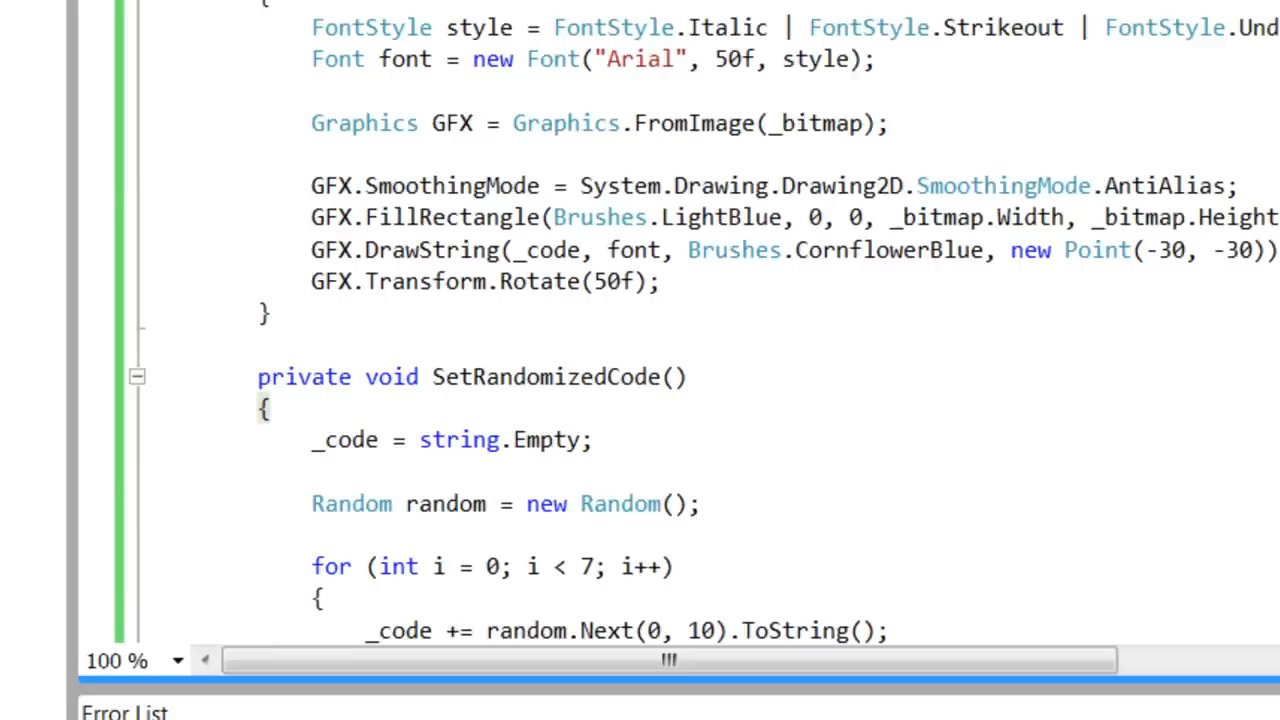 {
FontStyle style = FontStyle.Italic | FontStyle.Strikeout | FontStyle.Und
Font font = new Font("Arial", 50f, style);
Graphics GFX = Graphics.FromImage(_bitmap);
GFX.SmoothingMode = System.Drawing.Drawing2D.SmoothingMode.AntiAlias;
GFX.FillRectangle(Brushes.LightBlue, 0, 0, _bitmap.Width, _bitmap.Height
GFX.DrawString(_code, font, Brushes.CornflowerBlue, new Point(-30, -30))
GFX.Transform.Rotate(50f);
}
private void SetRandomizedCode()
{
_code = string.Empty;
Random random = new Random();
for (int i = 0; i < 7; i++)
{
_code += random.Next(0, 10).ToString();
100 %
Error List